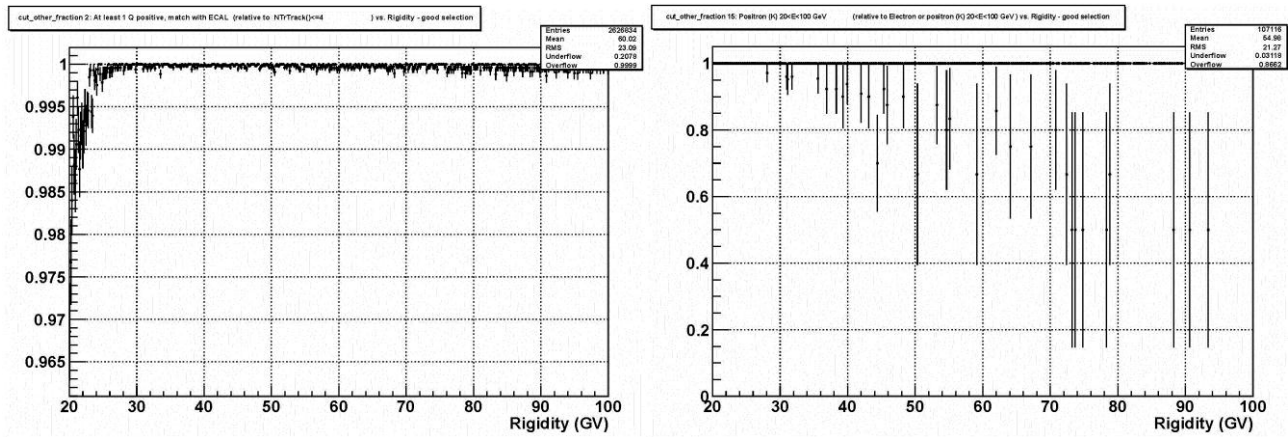 cut_other_fraction 2: At least 1 Q positive, match with ECAL (relative to NTrTrack()<=4 ) vs. Rigidity - good selection
Entries 2626834
Mean 60.02
RMS 23.09
Underflow 0.2079
Overflow 0.9999
1
0.995
0.99
0.985
0.98
0.975
0.97
0.965
20 30 40 50 60 70 80 90 100
Rigidity (GV)
cut_other_fraction 15: Positron (K) 20<E<100 GeV (relative to Electron or positron (K) 20<E<100 GeV) vs. Rigidity - good selection
Entries 107116
Mean 54.98
RMS 21.27
Underflow 0.03118
Overflow 0.8662
1
0.8
0.6
0.4
0.2
0
20 30 40 50 60 70 80 90 100
Rigidity (GV)